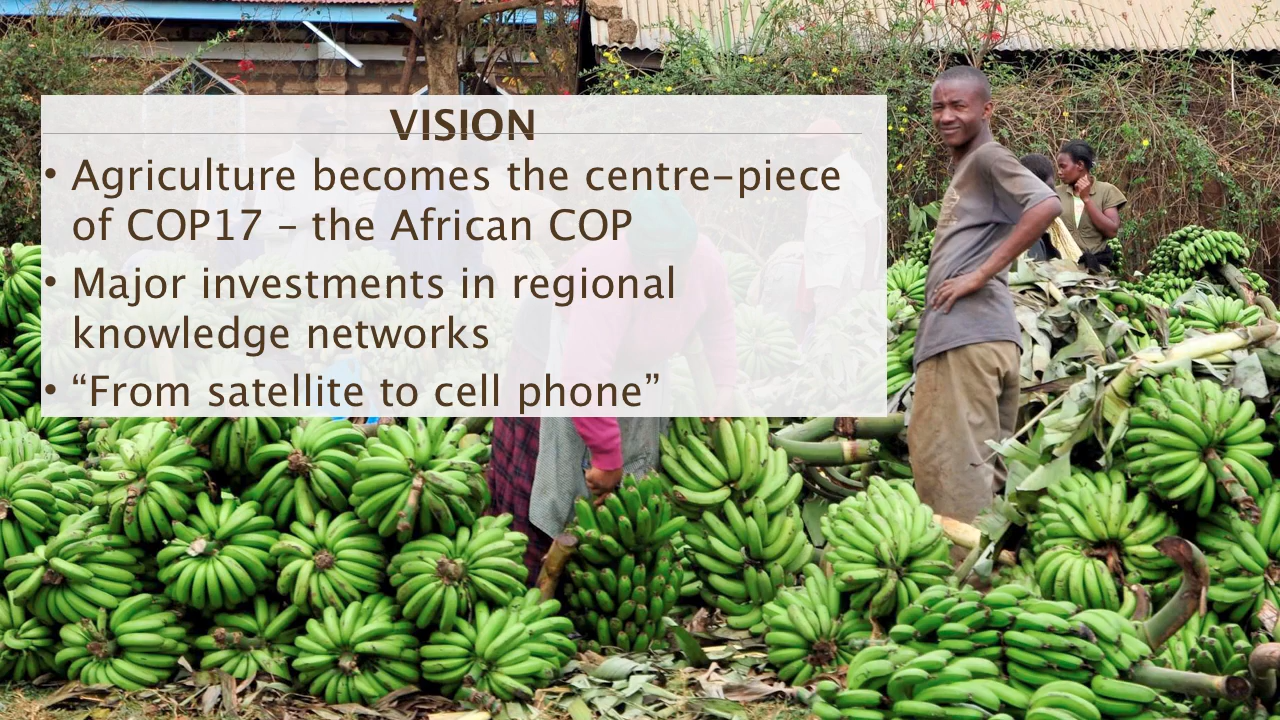 VISION
• Agriculture becomes the centre-piece
of COP17 – the African COP
• Major investments in regional
knowledge networks
• “From satellite to cell phone”